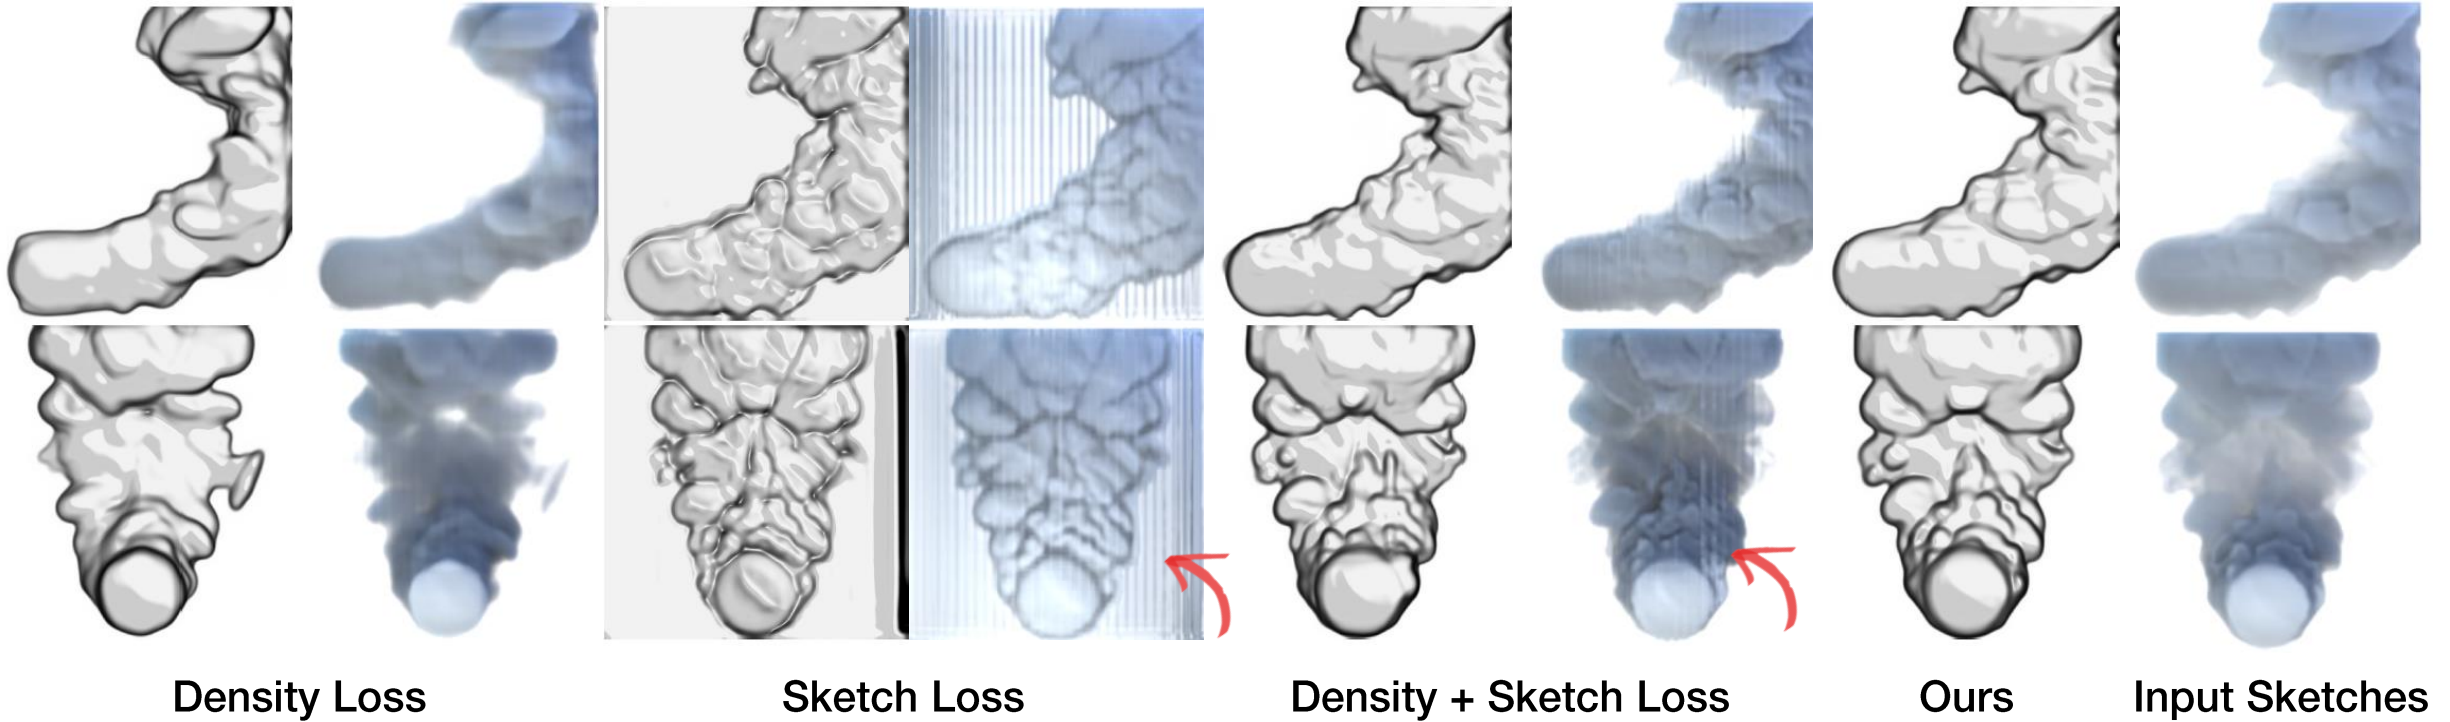 Density Loss
Sketch Loss
Density + Sketch Loss
Ours
Input Sketches